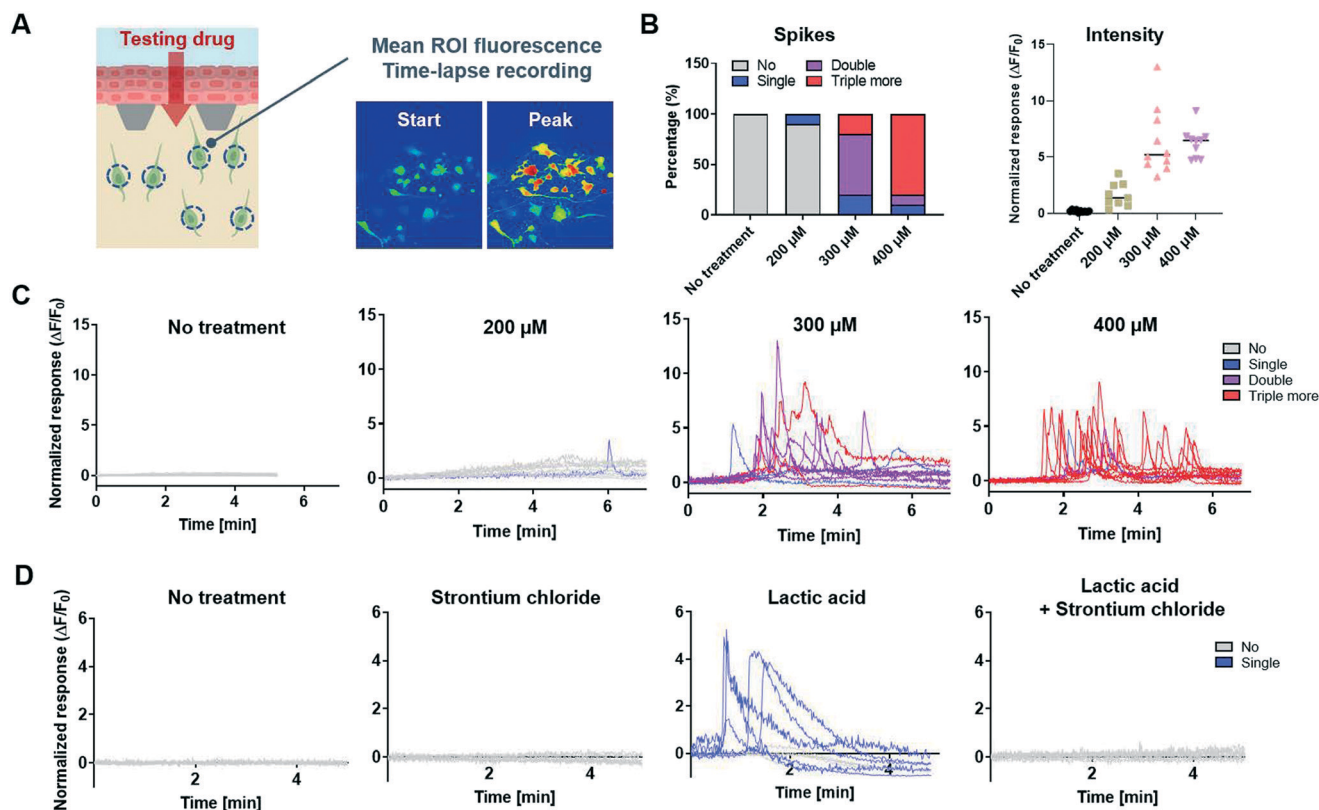 A
Testing drug
Mean ROI fluorescence
Time-lapse recording
Start
Peak
B
Spikes
No
Double
Single
Triple more
Percentage (%)
150
100
50
0
No treatment
200 µM
300 µM
400 µM
Intensity
Normalized response (ΔF/F0)
15
10
5
0
No treatment
200 µM
300 µM
400 µM
C
Normalized response (ΔF/F0)
No treatment
15
10
5
0
0
2
4
6
Time [min]
200 µM
15
10
5
0
0
2
4
6
Time [min]
300 µM
15
10
5
0
0
2
4
6
Time [min]
400 µM
15
10
5
0
0
2
4
6
Time [min]
No
Single
Double
Triple more
D
Normalized response (ΔF/F0)
No treatment
6
4
2
0
2
4
Time [min]
Strontium chloride
6
4
2
0
2
4
Time [min]
Lactic acid
6
4
2
0
2
4
Time [min]
Lactic acid
+ Strontium chloride
6
4
2
0
2
4
Time [min]
No
Single